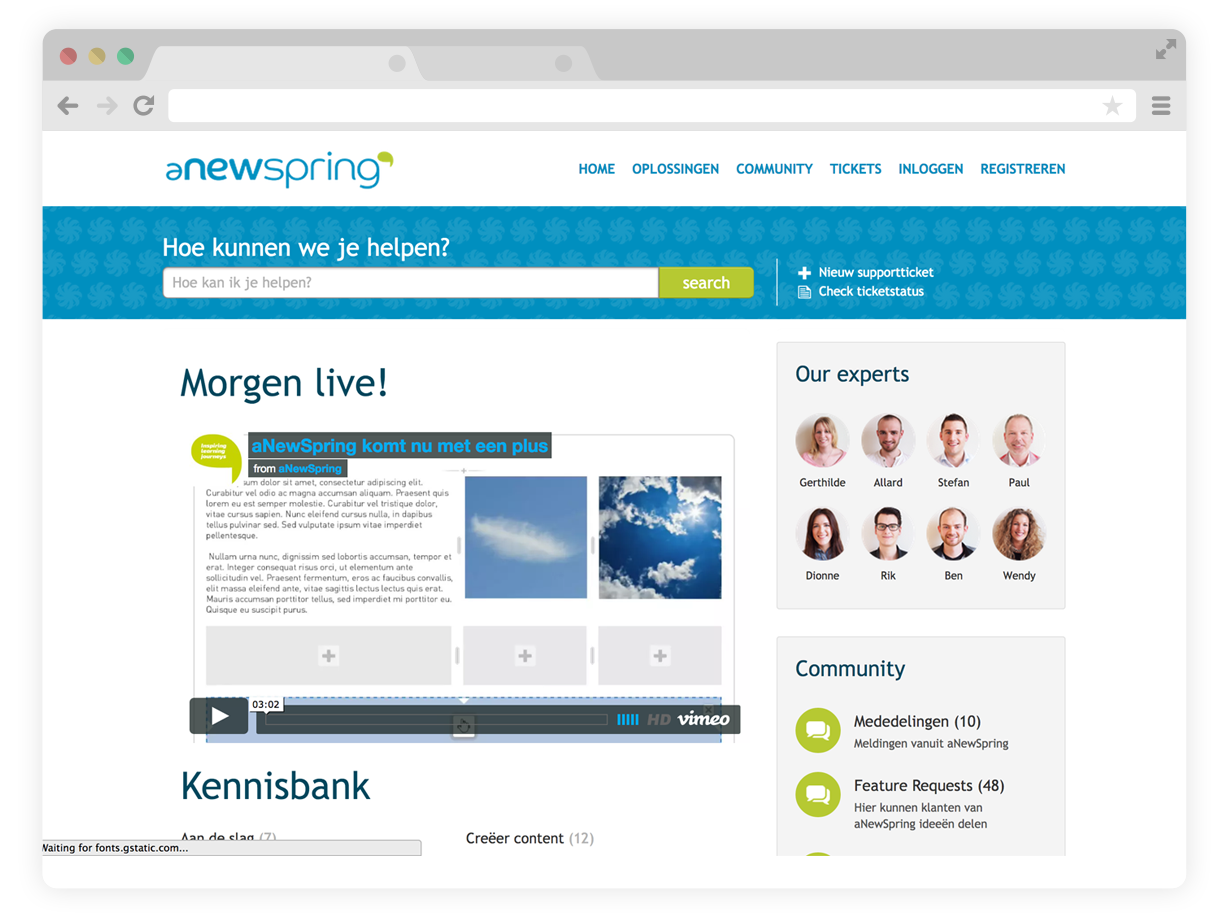 anewspring
HOME OPLOSSINGEN COMMUNITY TICKETS INLOGGEN REGISTREREN
Hoe kunnen we je helpen?
Hoe kan ik je helpen?
search
Nieuw supportticket
Check ticketstatus
Morgen live!
inspiring
learning
journeys
aNewSpring komt nu met een plus
from aNewSpring
um dolor sit amet, consectetur adipiscing elit.
Curabitur vel odio ac magna accumsan aliquam. Praesent quis
lorem eu est semper molestie. Curabitur vel tristique dolor,
vitae cursus sapien. Nunc eleifend cursus nulla, in dapibus
tellus pulvinar sed. Sed vulputate ipsum vitae imperdiet
pellentesque.
Nullam urna nunc, dignissim sed lobortis accumsan, tempor et
erat. Integer consequat risus orci, ut elementum ante
sollicitudin vel. Praesent fermentum, eros ac faucibus convallis,
elit massa eleifend ante, vitae sagittis lectus lectus quis erat.
Mauris accumsan porttitor tellus, sed imperdiet mi porttitor eu.
Quisque eu suscipit purus.
03:02
HD vimeo
Kennisbank
Aan de slag (7)
Creëer content (12)
Waiting for fonts.gstatic.com...
Our experts
Gerthilde Allard Stefan Paul
Dionne Rik Ben Wendy
Community
Mededelingen (10)
Meldingen vanuit aNewSpring
Feature Requests (48)
Hier kunnen klanten van
aNewSpring ideeën delen